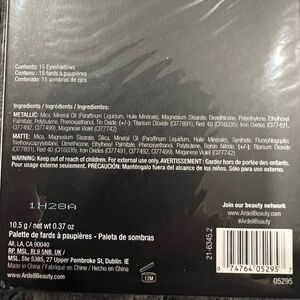 Contents: 15 Eyeshadows
Contenu : 15 fards à paupières
Contenido: 15 sombras de ojos
Ingredients / Ingrédients / Ingredientes:
METALLIC: Mica, Mineral Oil (Paraffinum Liquidum, Huile Minérale), Magnesium Stearate, Dimethicone, Polyethylene, Ethylhexyl
Palmitate, Polybutene, Phenoxyethanol, Tin Oxide, (+/-): Titanium Dioxide (CI77891), Red 40 (CI16035), Iron Oxides (CI77491,
CI77492, CI77499), Manganese Violet (CI77742)
MATTE: Mica, Magnesium Stearate, Silica, Mineral Oil (Paraffinum Liquidum, Huile Minérale), Synthetic Fluorphlogopite,
Triethoxycaprylylsilane, Ethylhexyl Palmitate, Dimethicone, Polybutene, Phenoxyethanol, Boron Nitride, (+/-): Titanium Dioxide
(CI77891), Red 40 (CI16035), Iron Oxides (CI77491, CI77492, CI77499), Manganese Violet (CI77742)
WARNING: Keep out of reach of children. For external use only. AVERTISSEMENT: Garder hors de portée des enfants.
Pour usage externe seulement. PRECAUCIÓN: Manténgalo fuera del alcance de los niños. Sólo para uso externo.
1H28A
10.5 g / net wt 0.37 oz
Palette de fards à paupières - Paleta de sombras
AII, LA, CA 90040
RP. MSL, BL9 5NB, UK /
MSL, Ste 5385, 27 Upper Pembroke St, Dublin, IE
Made in China / Fabriqué en Chine / Hecho en China
12M
Join our beauty network.
www.ArdellBeauty.com
@ArdellBeauty
21-6345.2
0 74764 05295 7
05295